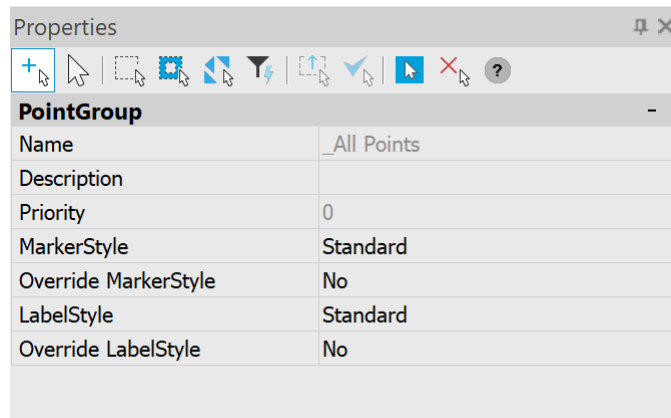 Properties
?
PointGroup -
Name _All Points
Description
Priority 0
MarkerStyle Standard
Override MarkerStyle No
LabelStyle Standard
Override LabelStyle No